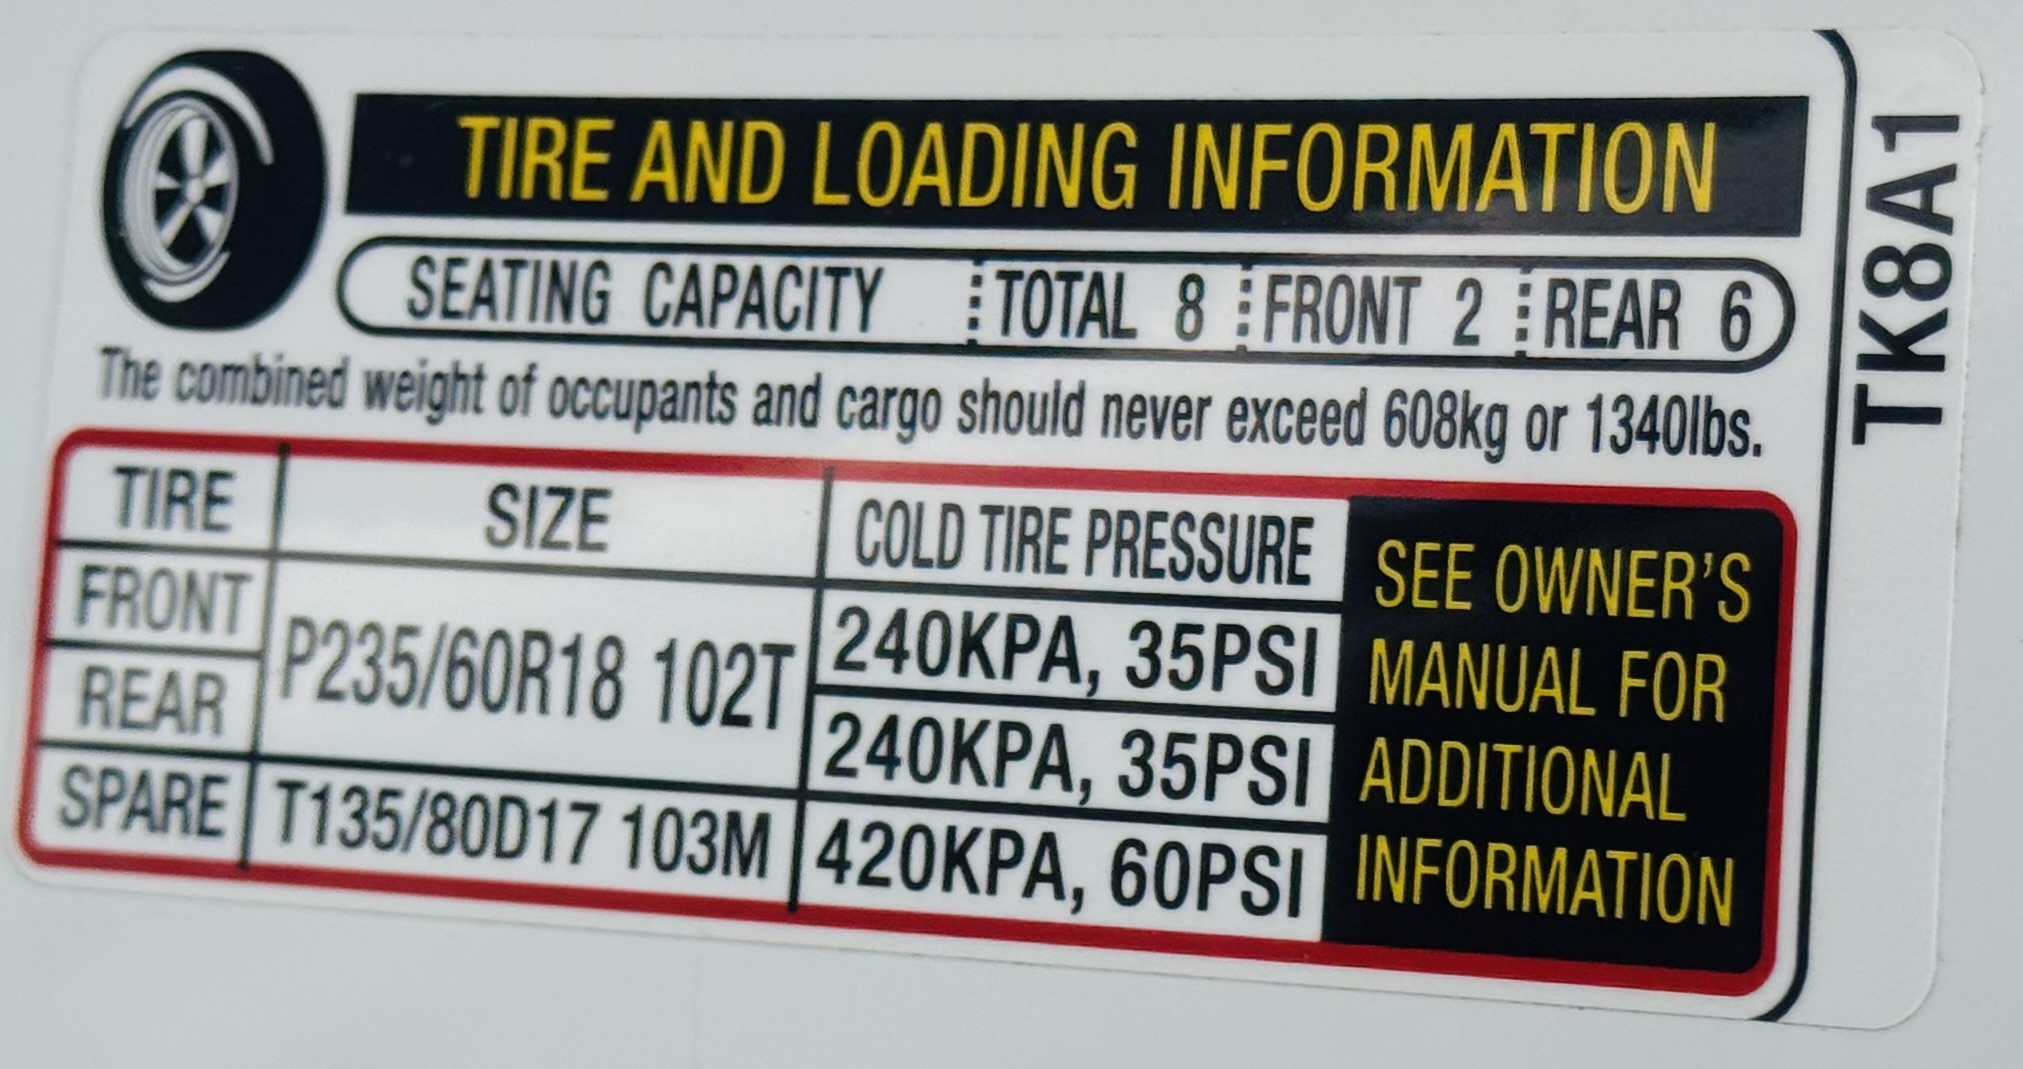 TIRE AND LOADING INFORMATION
SEATING CAPACITY TOTAL 8 FRONT 2 REAR 6
The combined weight of occupants and cargo should never exceed 608kg or 1340lbs.
TIRE SIZE COLD TIRE PRESSURE
FRONT P235/60R18 102T 240KPA, 35PSI
REAR 240KPA, 35PSI
SPARE T135/80D17 103M 420KPA, 60PSI
SEE OWNER'S
MANUAL FOR
ADDITIONAL
INFORMATION
TK8A1